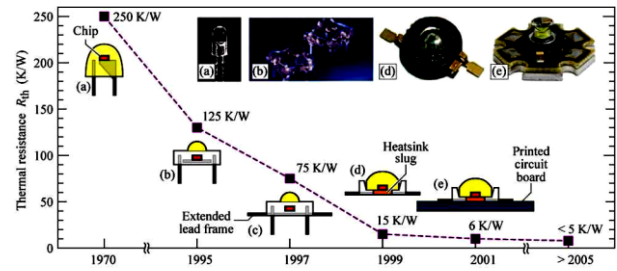 250
200
150
100
50
0
Thermal resistance Rth (K/W)
250 K/W
Chip
(a)
(a)
(b)
(d)
(e)
125 K/W
(b)
75 K/W
Extended
lead frame
(c)
Heatsink
slug
(d)
(e)
Printed
circuit
board
15 K/W
6 K/W
< 5 K/W
1970
1995
1997
1999
2001
> 2005